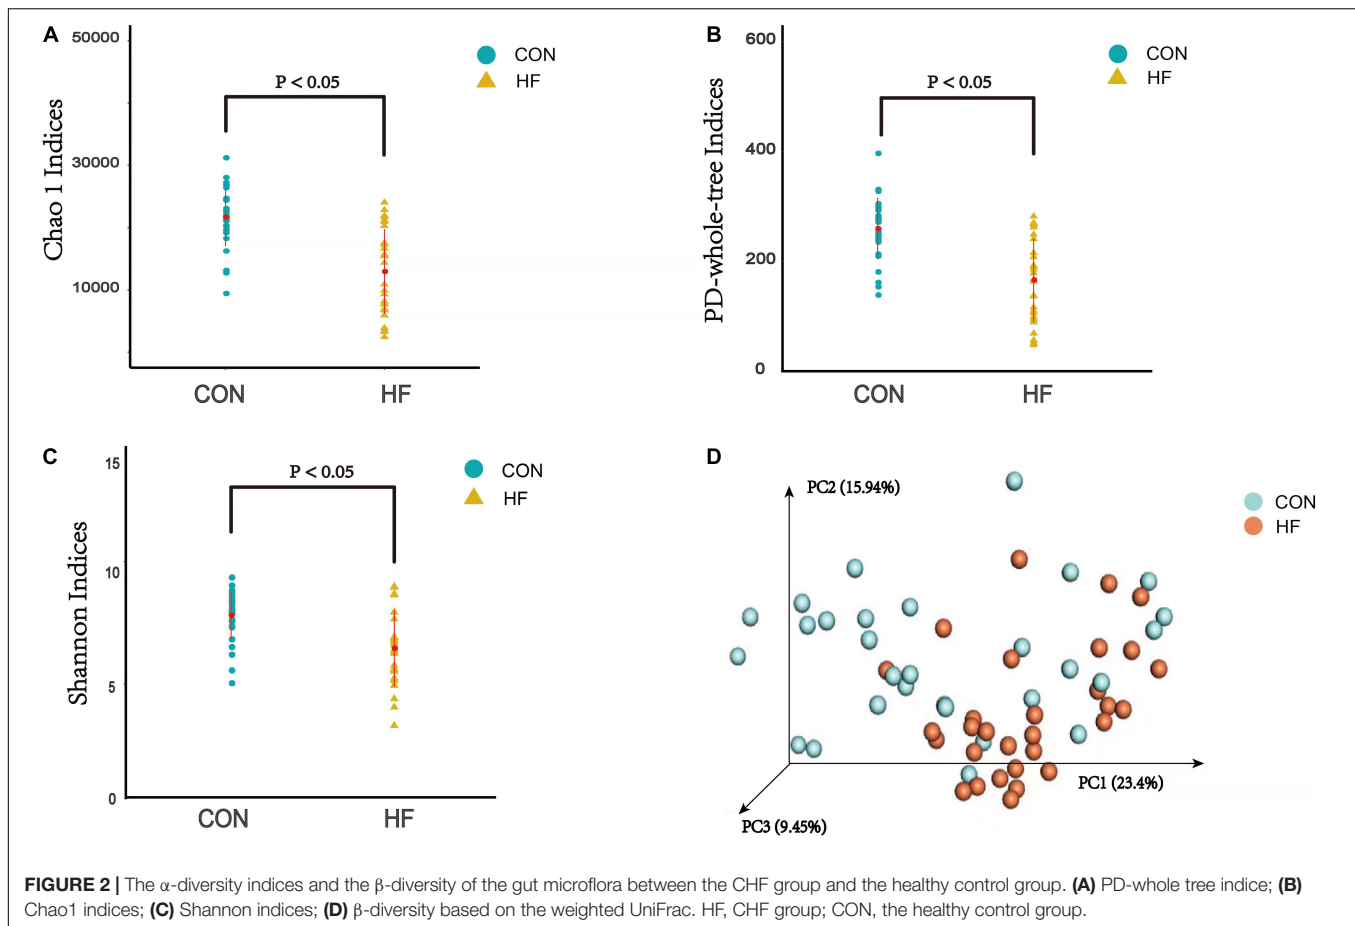 A
50000
30000
10000
Chao 1 Indices
P < 0.05
CON
HF
CON
HF
B
600
400
200
0
PD-whole-tree Indices
P < 0.05
CON
HF
CON
HF
C
15
10
5
0
Shannon Indices
P < 0.05
CON
HF
CON
HF
D
PC2 (15.94%)
PC1 (23.4%)
PC3 (9.45%)
CON
HF
FIGURE 2 | The α-diversity indices and the β-diversity of the gut microflora between the CHF group and the healthy control group. (A) PD-whole tree indice; (B)
Chao1 indices; (C) Shannon indices; (D) β-diversity based on the weighted UniFrac. HF, CHF group; CON, the healthy control group.